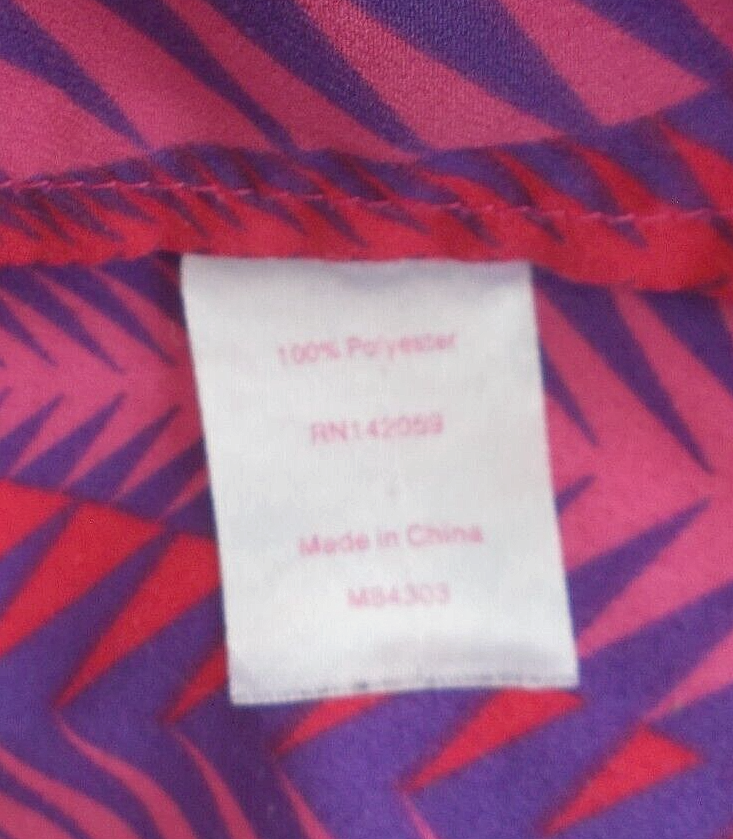 100% Polyester
RN142059
Made in China
M84303